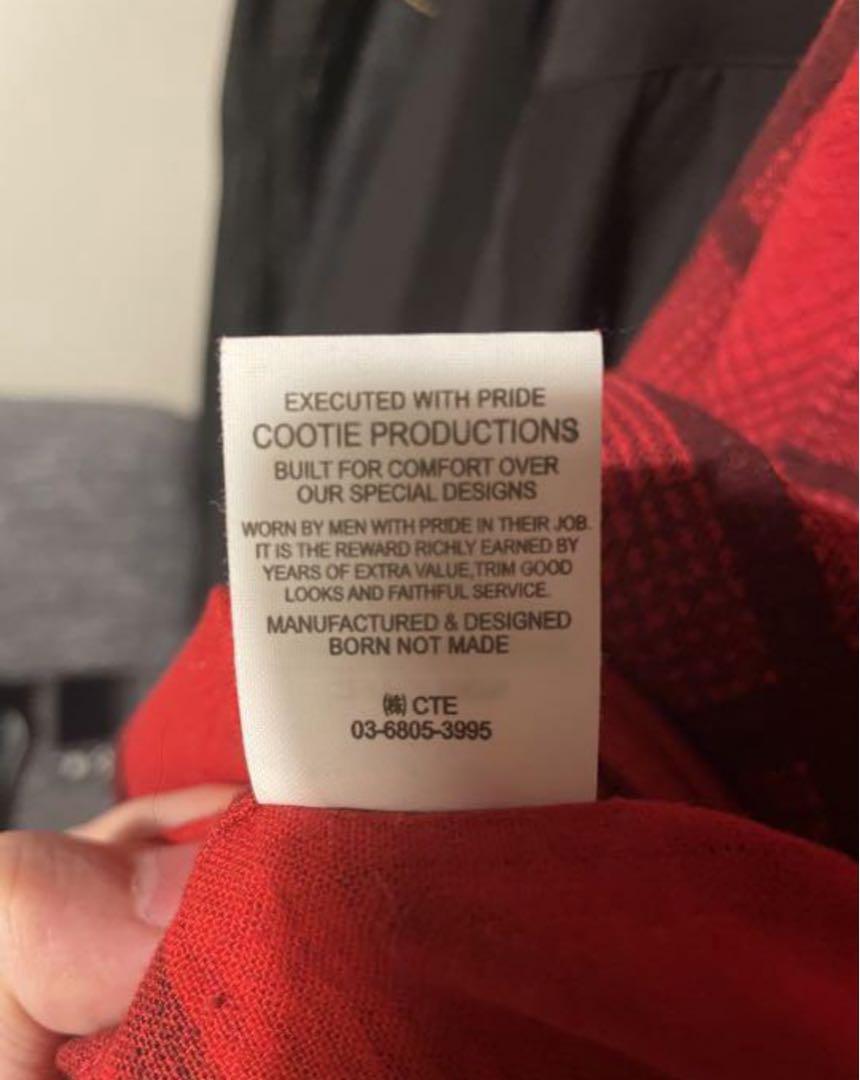 EXECUTED WITH PRIDE
COOTIE PRODUCTIONS
BUILT FOR COMFORT OVER
OUR SPECIAL DESIGNS
WORN BY MEN WITH PRIDE IN THEIR JOB.
IT IS THE REWARD RICHLY EARNED BY
YEARS OF EXTRA VALUE,TRIM GOOD
LOOKS AND FAITHFUL SERVICE.
MANUFACTURED & DESIGNED
BORN NOT MADE
㈱ CTE
03-6805-3995